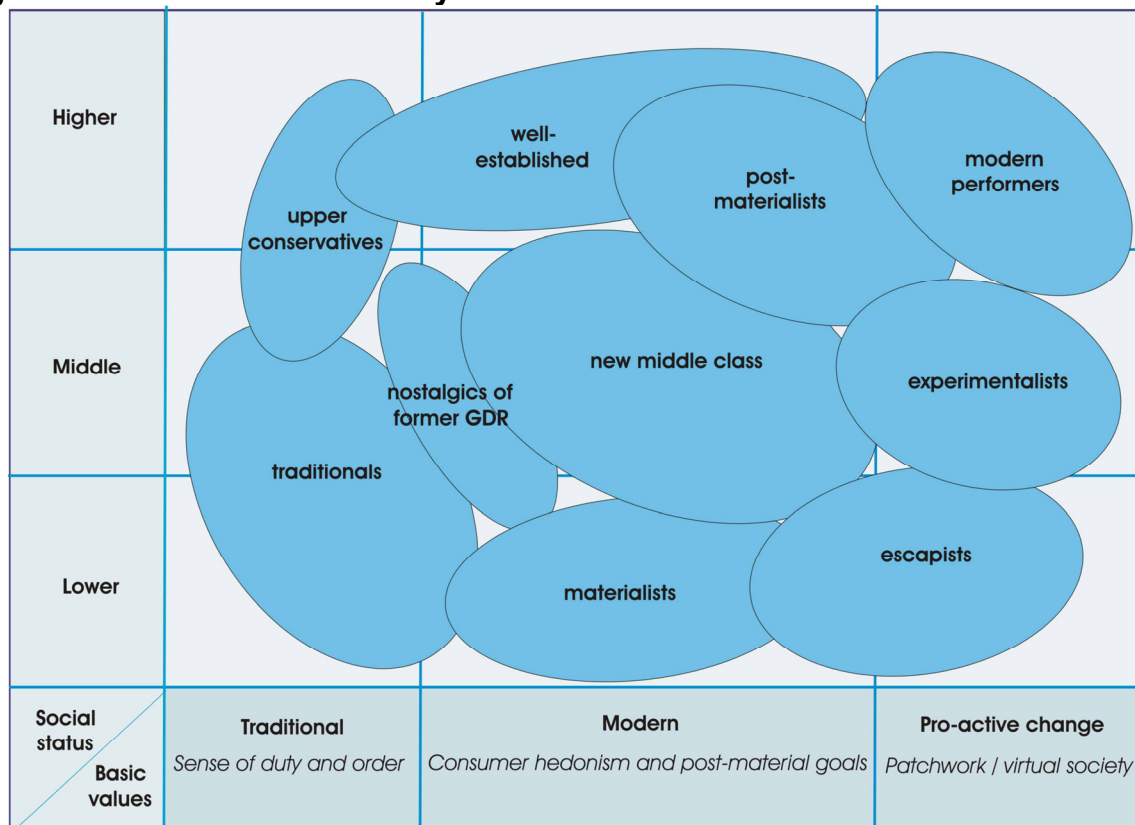 Higher
well-
established
post-
materialists
modern
performers
upper
conservatives
Middle
new middle class
experimentalists
nostalgics of
former GDR
traditionals
Lower
escapists
materialists
Social
status
Basic
values
Traditional
Sense of duty and order
Modern
Consumer hedonism and post-material goals
Pro-active change
Patchwork / virtual society